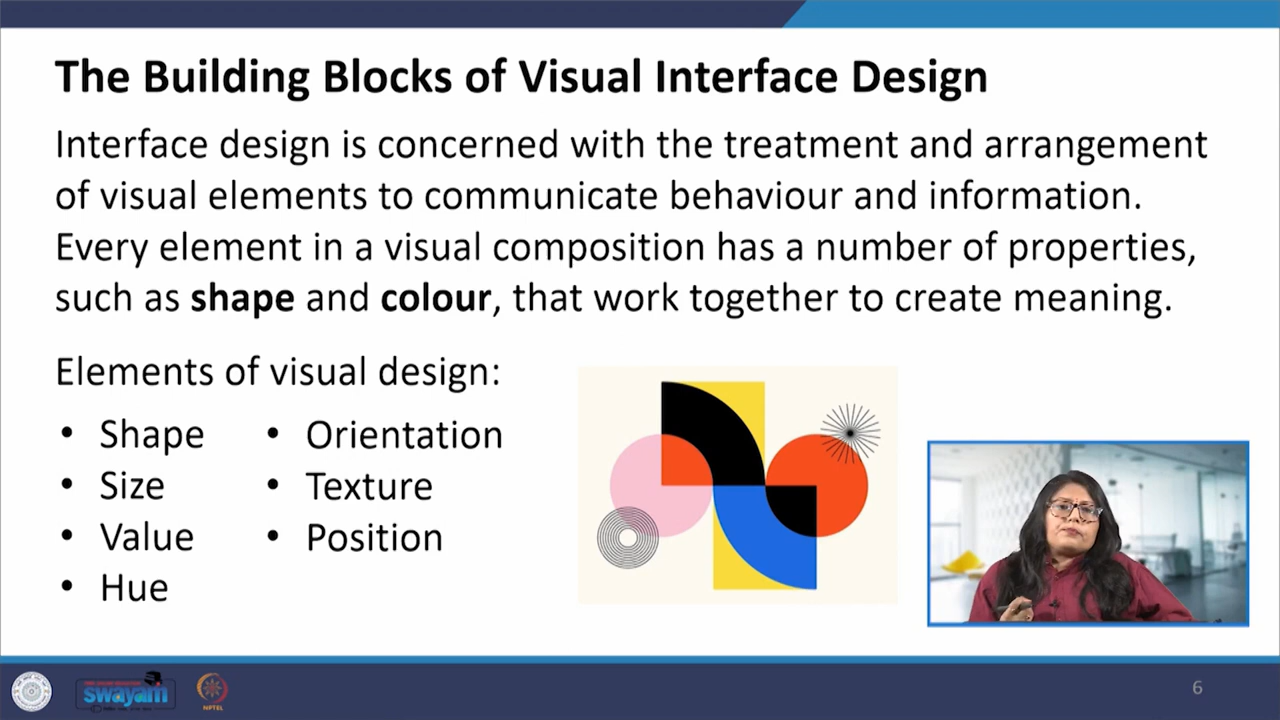 The Building Blocks of Visual Interface Design
Interface design is concerned with the treatment and arrangement
of visual elements to communicate behaviour and information.
Every element in a visual composition has a number of properties,
such as shape and colour, that work together to create meaning.
Elements of visual design:
• Shape
• Size
• Value
• Hue
• Orientation
• Texture
• Position
swayam
NPTEL
6